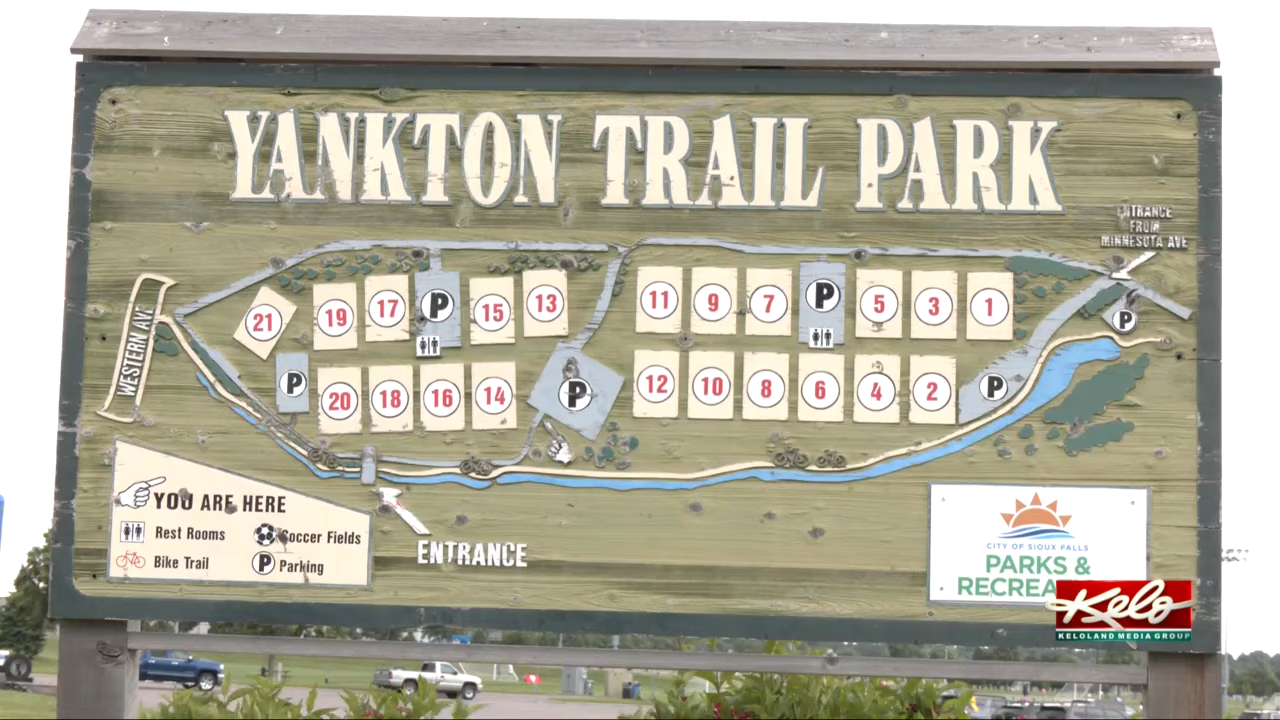 YANKTON TRAIL PARK
ENTRANCE
FROM
MINNESOTA AVE
WESTERN AVE
21
19
17
P
15
13
11
9
7
P
5
3
1
P
P
20
18
16
14
P
12
10
8
6
4
2
P
YOU ARE HERE
Rest Rooms
Soccer Fields
Bike Trail
P Parking
ENTRANCE
CITY OF SIOUX FALLS
PARKS &
RECREA
Kelo
KELOLAND MEDIA GROUP